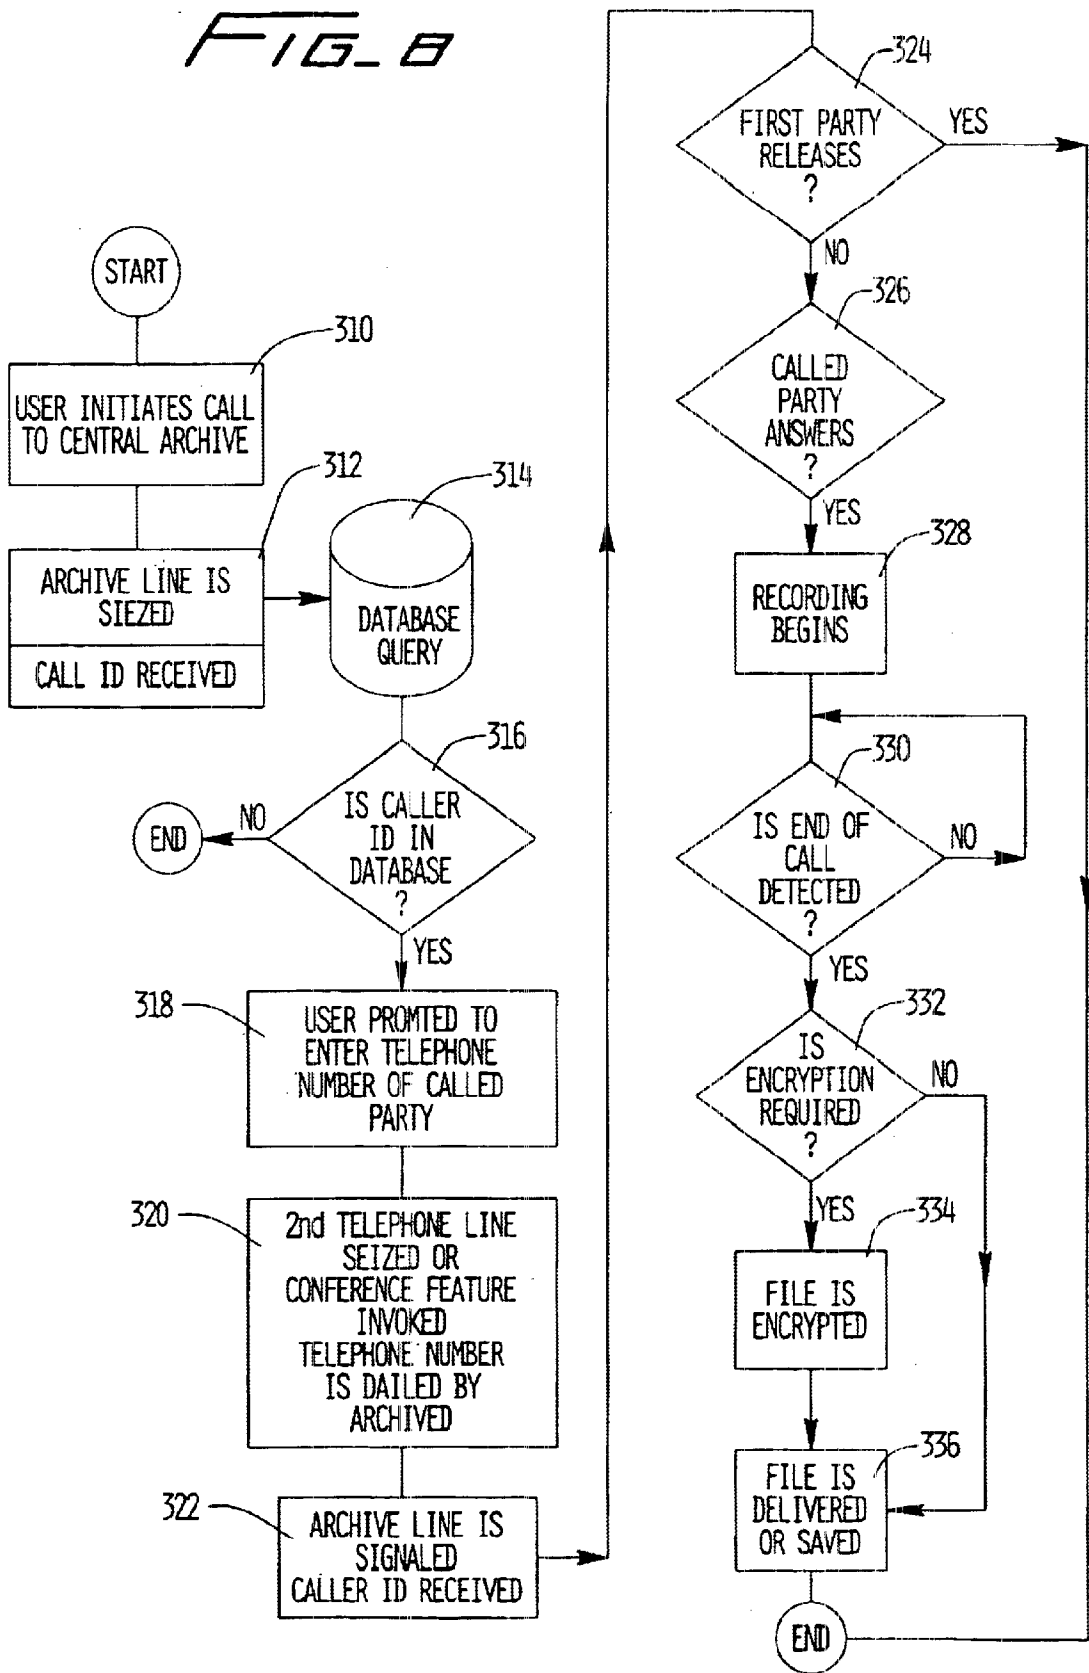 FIG_8
START
310
USER INITIATES CALL
TO CENTRAL ARCHIVE
312
ARCHIVE LINE IS
SIEZED
CALL ID RECEIVED
314
DATABASE
QUERY
316
IS CALLER
ID IN
DATABASE
?
NO
END
YES
318
USER PROMTED TO
ENTER TELEPHONE
NUMBER OF CALLED
PARTY
320
2nd TELEPHONE LINE
SEIZED OR
CONFERENCE FEATURE
INVOKED
TELEPHONE NUMBER
IS DAILED BY
ARCHIVED
322
ARCHIVE LINE IS
SIGNALED
CALLER ID RECEIVED
324
FIRST PARTY
RELEASES
?
YES
NO
326
CALLED
PARTY
ANSWERS
?
YES
328
RECORDING
BEGINS
330
IS END OF
CALL
DETECTED
?
NO
YES
332
IS
ENCRYPTION
REQUIRED
?
NO
YES
334
FILE IS
ENCRYPTED
336
FILE IS
DELIVERED
OR SAVED
END